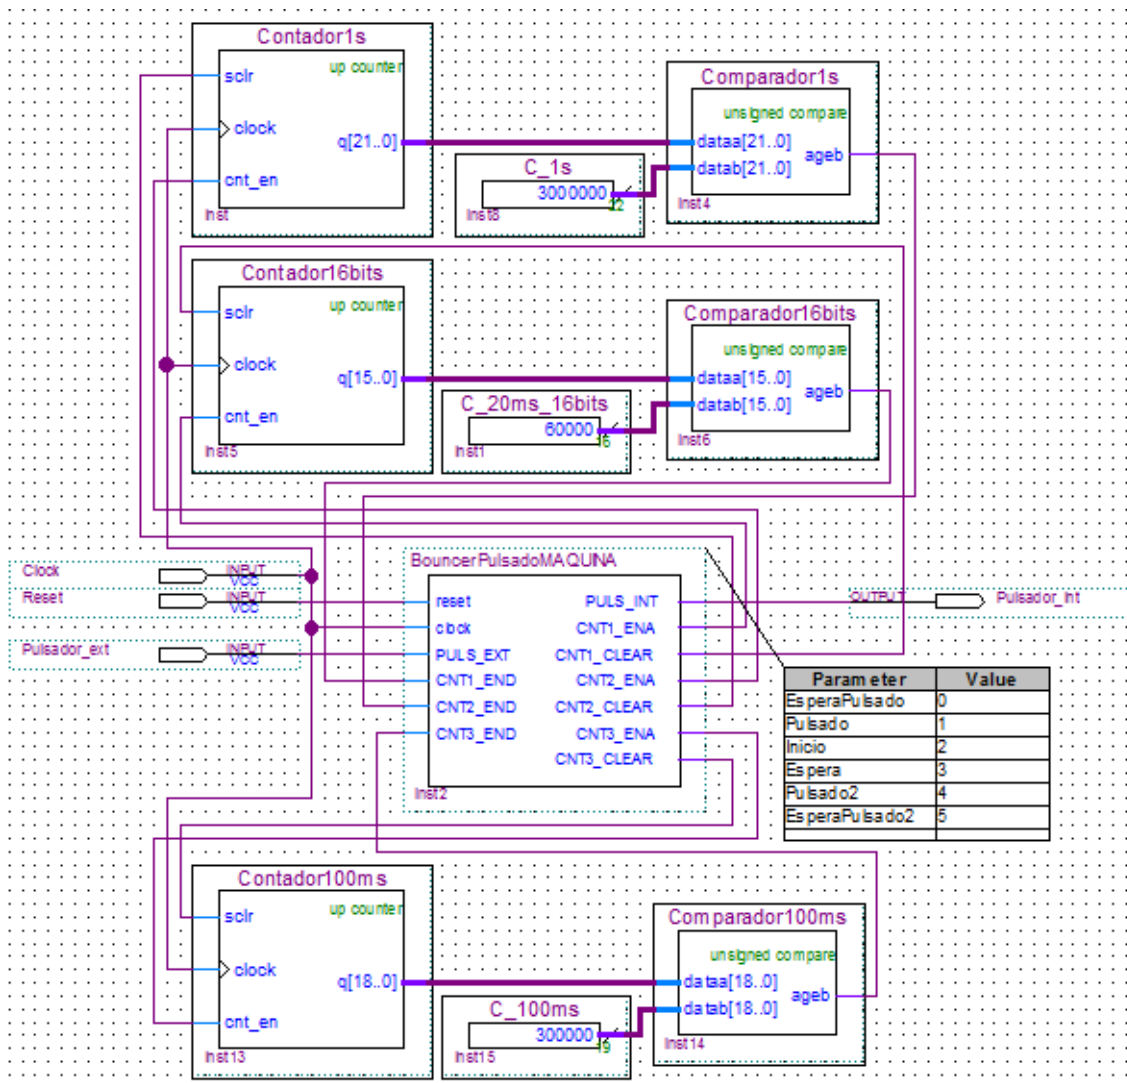 Contador1s
up counter
sclr
clock
cnt_en
q[21..0]
inst
C_1s
3000000
22
inst8
Comparador1s
unsigned compare
dataa[21..0]
datab[21..0]
ageb
inst4
Contador16bits
up counter
sclr
clock
cnt_en
q[15..0]
inst5
C_20ms_16bits
60000
16
inst1
Comparador16bits
unsigned compare
dataa[15..0]
datab[15..0]
ageb
inst6
Clock
INPUT
VCC
Reset
INPUT
VCC
Pulsador_ext
INPUT
VCC
BouncerPulsadoMAQUINA
reset
clock
PULS_EXT
CNT1_END
CNT2_END
CNT3_END
PULS_INT
CNT1_ENA
CNT1_CLEAR
CNT2_ENA
CNT2_CLEAR
CNT3_ENA
CNT3_CLEAR
inst2
OUTPUT
Pulsador_int
Parameter Value
EsperaPulsado 0
Pulsado 1
Inicio 2
Espera 3
Pulsado2 4
EsperaPulsado2 5
Contador100ms
up counter
sclr
clock
cnt_en
q[18..0]
inst13
C_100ms
300000
19
inst15
Comparador100ms
unsigned compare
dataa[18..0]
datab[18..0]
ageb
inst14